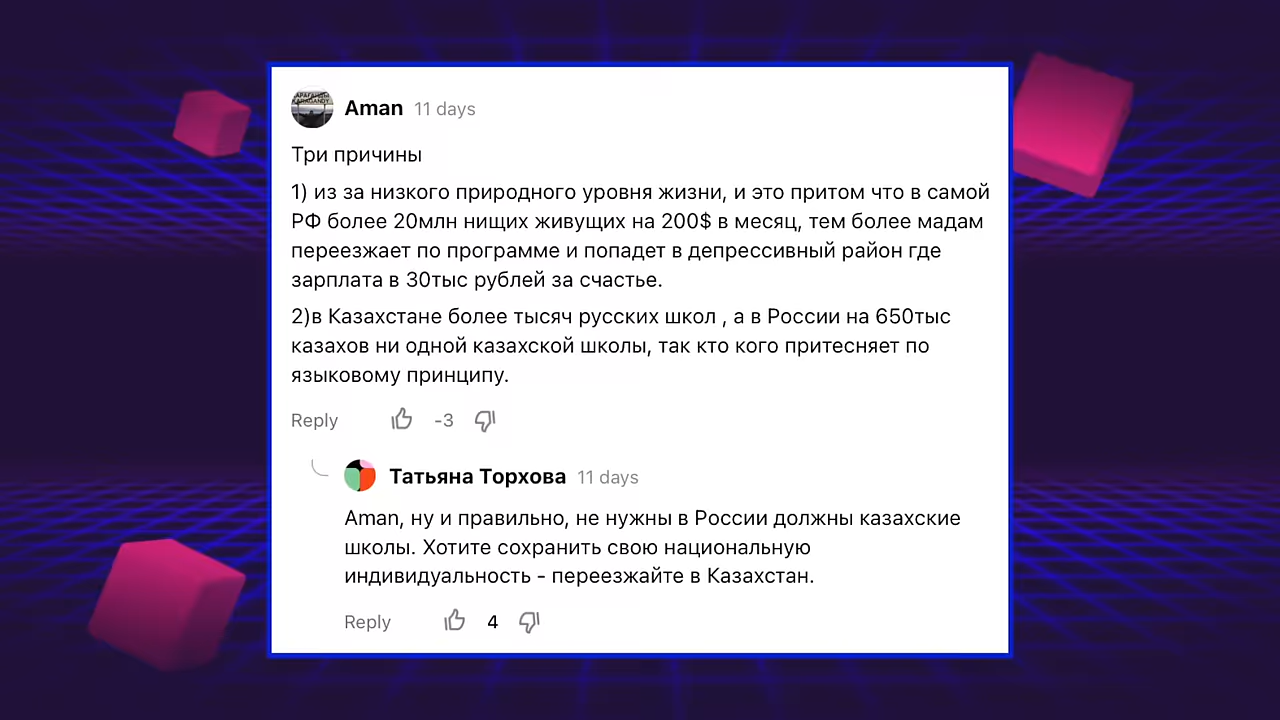 Aman 11 days
Три причины
1) из за низкого природного уровня жизни, и это притом что в самой
РФ более 20млн нищих живущих на 200$ в месяц, тем более мадам
переезжает по программе и попадет в депрессивный район где
зарплата в 30тыс рублей за счастье.
2)в Казахстане более тысяч русских школ , а в России на 650тыс
казахов ни одной казахской школы, так кто кого притесняет по
языковому принципу.
Reply -3
Татьяна Торхова 11 days
Aman, ну и правильно, не нужны в России должны казахские
школы. Хотите сохранить свою национальную
индивидуальность - переезжайте в Казахстан.
Reply 4